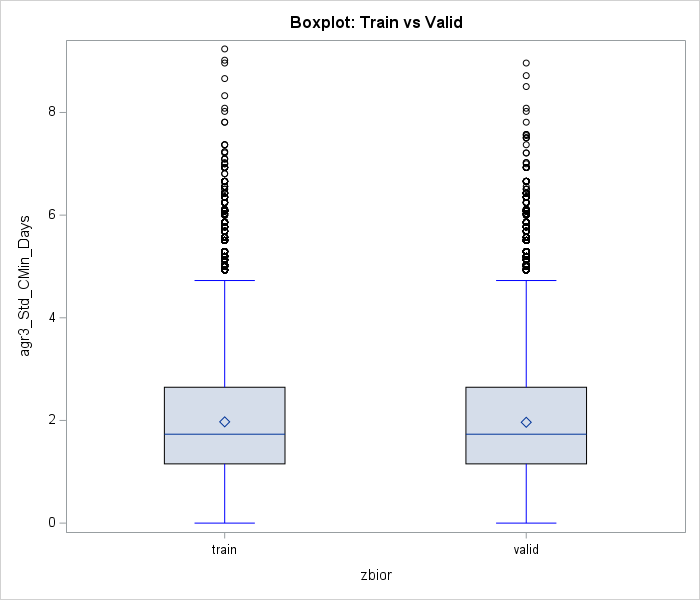 Boxplot: Train vs Valid
8
6
4
2
0
agr3_Std_CMin_Days
train
valid
zbior